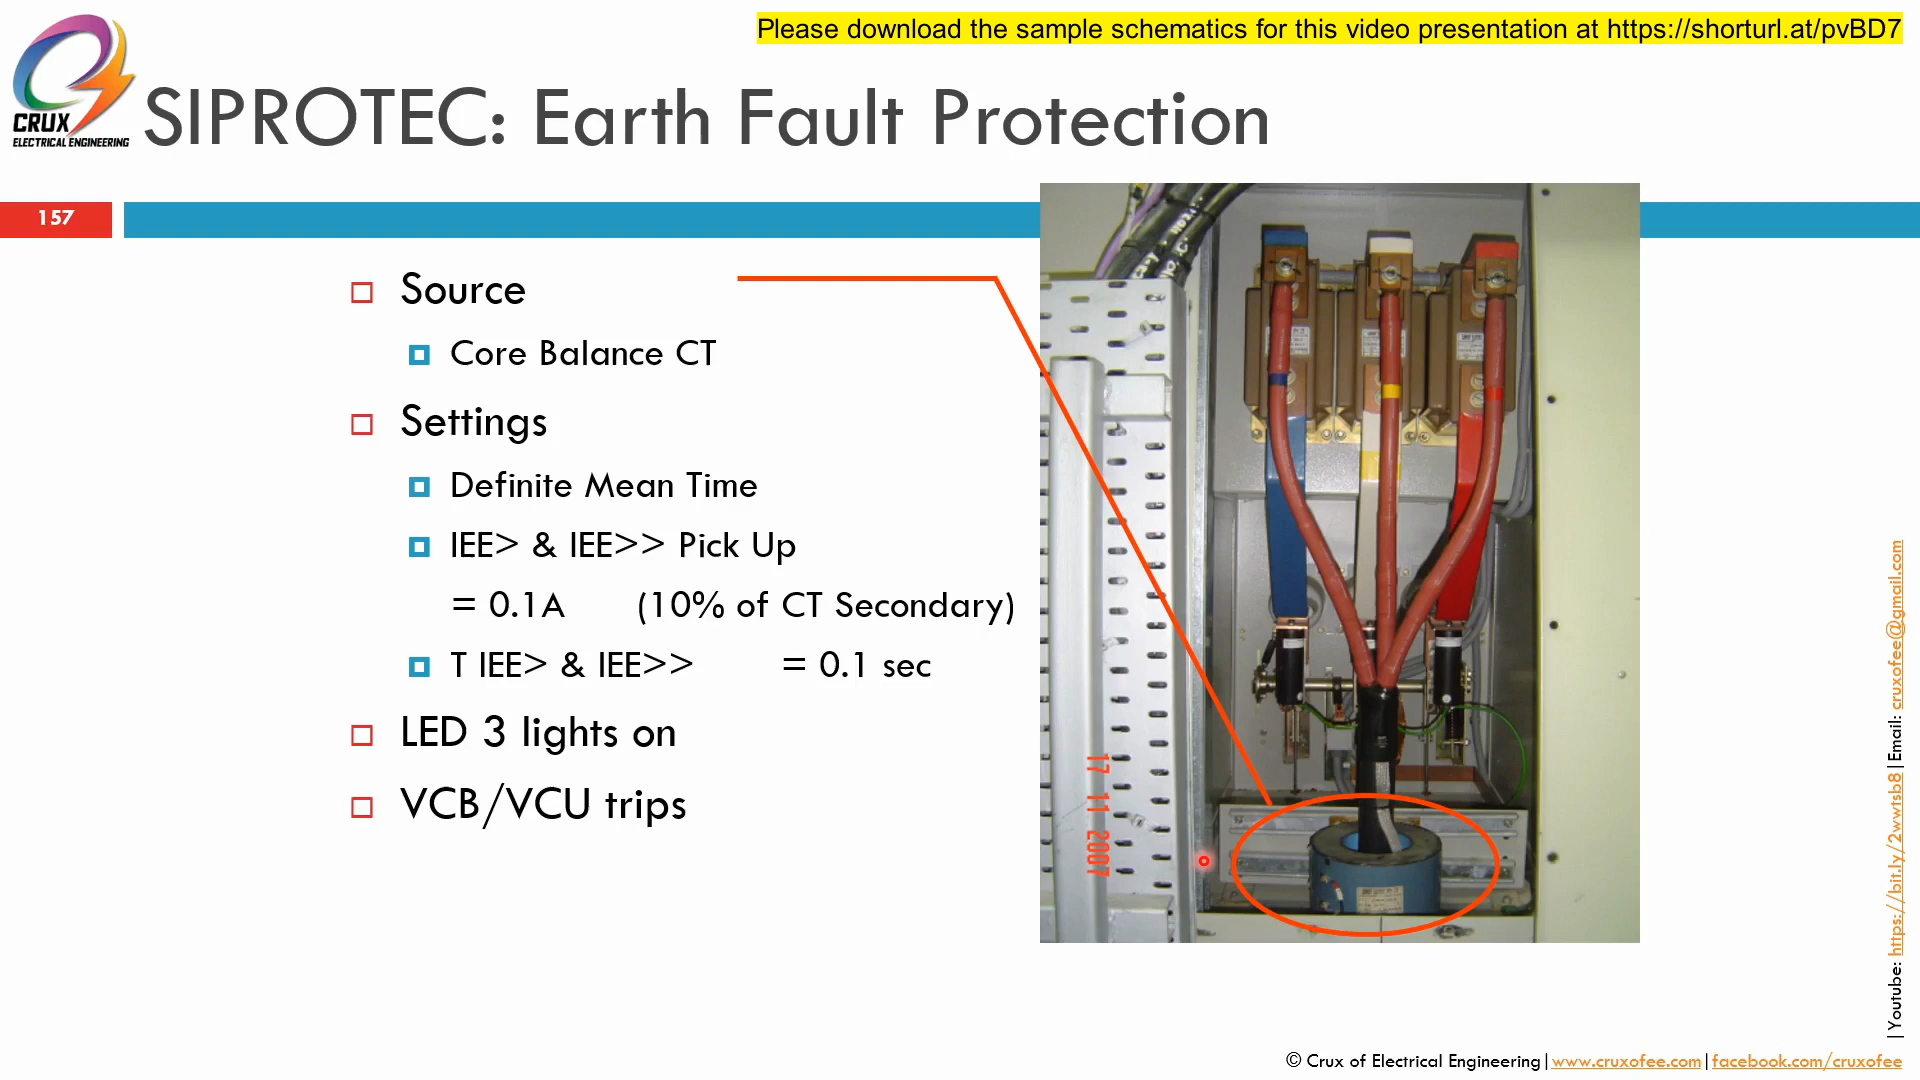 Please download the sample schematics for this video presentation at https://shorturl.at/pvBD7
CRUX
ELECTRICAL ENGINEERING
SIPROTEC: Earth Fault Protection
157
Source
Core Balance CT
Settings
Definite Mean Time
IEE> & IEE>> Pick Up
= 0.1A (10% of CT Secondary)
T IEE> & IEE>> = 0.1 sec
LED 3 lights on
VCB/VCU trips
17 11 2007
|Youtube: https://bit.ly/2wwtsb8|Email: cruxofee@gmail.com
© Crux of Electrical Engineering|www.cruxofee.com|facebook.com/cruxofee